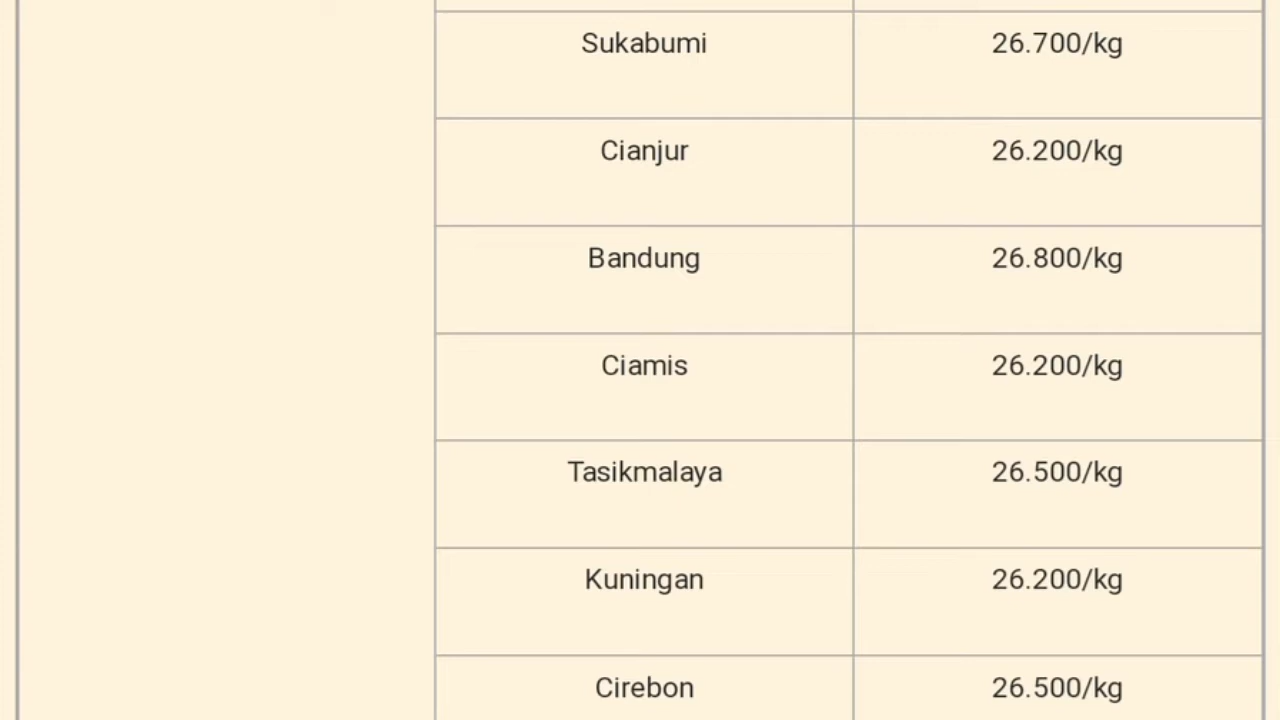 Sukabumi 26.700/kg
Cianjur 26.200/kg
Bandung 26.800/kg
Ciamis 26.200/kg
Tasikmalaya 26.500/kg
Kuningan 26.200/kg
Cirebon 26.500/kg